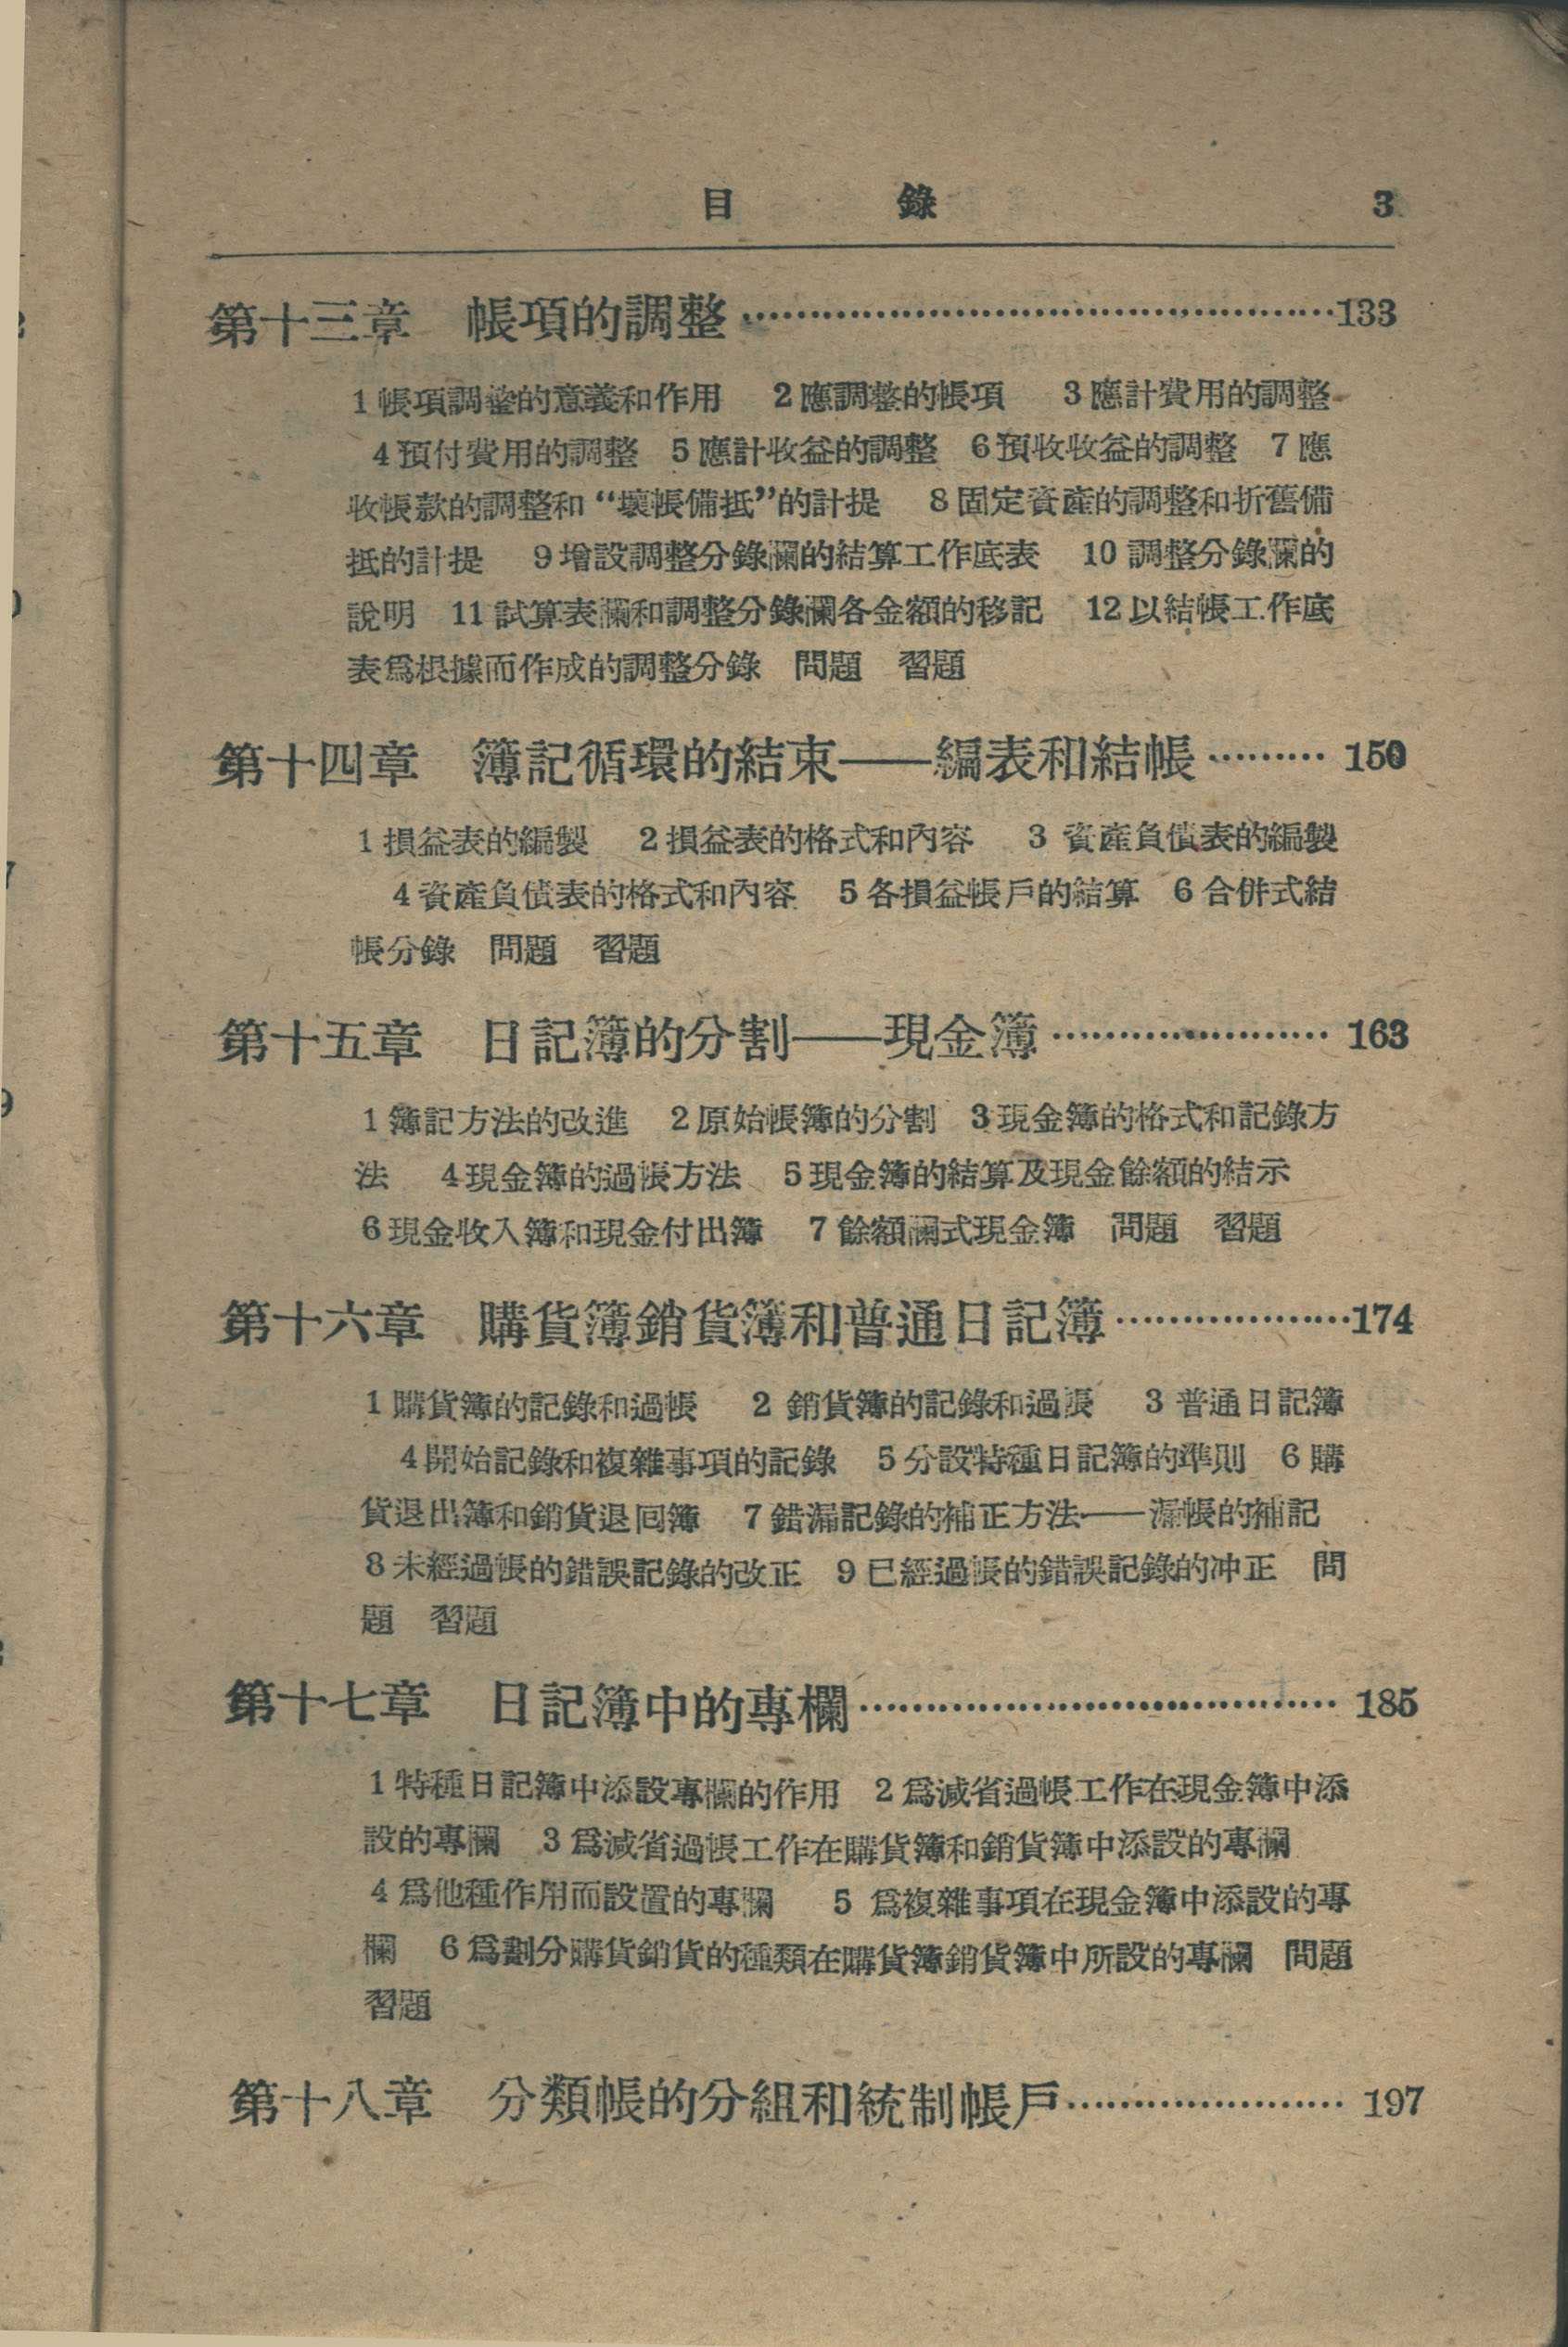 目 錄 3
第十三章 帳項的調整……………………………………133
1帳項調整的意義和作用 2應調整的帳項 3應計費用的調整
4預付費用的調整 5應計收益的調整 6預收收益的調整 7應
收帳款的調整和“壞帳備抵”的計提 8固定資產的調整和折舊備
抵的計提 9增設調整分錄欄的結算工作底表 10調整分錄欄的
說明 11試算表欄和調整分錄欄各金額的移記 12以結帳工作底
表爲根據而作成的調整分錄 問題 習題
第十四章 簿記循環的結束——編表和結帳……… 150
1損益表的編製 2損益表的格式和內容 3 資產負債表的編製
4資產負債表的格式和內容 5各損益帳戶的結算 6合併式結
帳分錄 問題 習題
第十五章 日記簿的分割——現金簿………………… 163
1簿記方法的改進 2原始帳簿的分割 3現金簿的格式和記錄方
法 4現金簿的過帳方法 5現金簿的結算及現金餘額的結示
6現金收入簿和現金付出簿 7餘額欄式現金簿 問題 習題
第十六章 購貨簿銷貨簿和普通日記簿………………174
1購貨簿的記錄和過帳 2 銷貨簿的記錄和過帳 3 普通日記簿
4開始記錄和複雜事項的記錄 5分設特種日記簿的準則 6購
貨退出簿和銷貨退回簿 7錯漏記錄的補正方法——漏帳的補記
8未經過帳的錯誤記錄的改正 9已經過帳的錯誤記錄的冲正 問
題 習題
第十七章 日記簿中的專欄……………………………… 185
1特種日記簿中添設專欄的作用 2爲減省過帳工作在現金簿中添
設的專欄 3爲減省過帳工作在購貨簿和銷貨簿中添設的專欄
4爲他種作用而設置的專欄 5 爲複雜事項在現金簿中添設的專
欄 6爲劃分購貨銷貨的種類在購貨簿銷貨簿中所設的專欄 問題
習題
第十八章 分類帳的分組和統制帳戶………………… 197